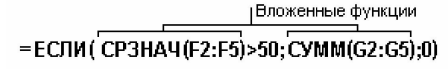 Вложенные функции
=ЕСЛИ( СРЗНАЧ(F2:F5)>50;СУММ(G2:G5);0)